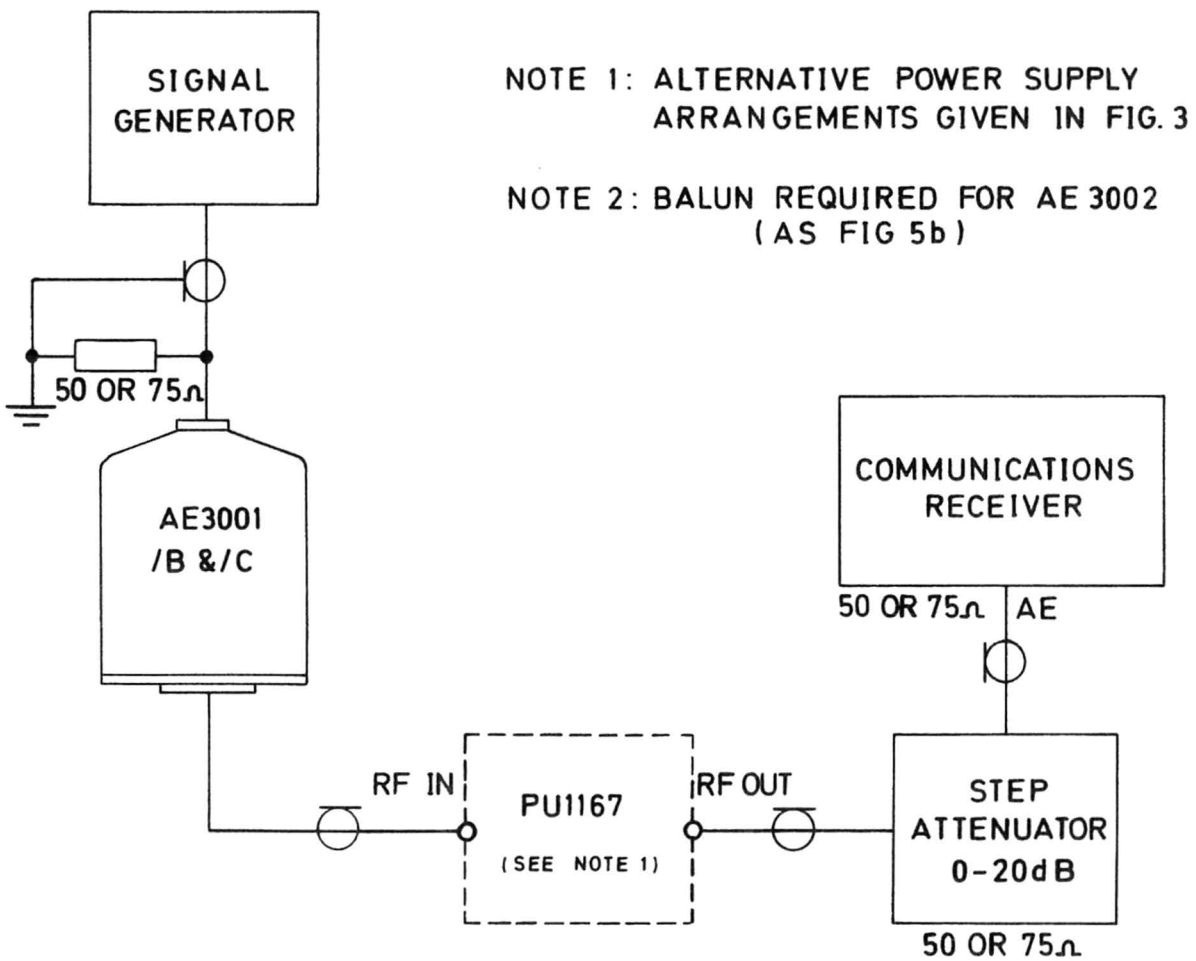 SIGNAL
GENERATOR
NOTE 1: ALTERNATIVE POWER SUPPLY
ARRANGEMENTS GIVEN IN FIG. 3
NOTE 2: BALUN REQUIRED FOR AE 3002
(AS FIG 5b)
50 OR 75Ω
AE3001
/B &/C
COMMUNICATIONS
RECEIVER
50 OR 75Ω AE
RF IN
PU1167
(SEE NOTE 1)
RF OUT
STEP
ATTENUATOR
0-20dB
50 OR 75Ω